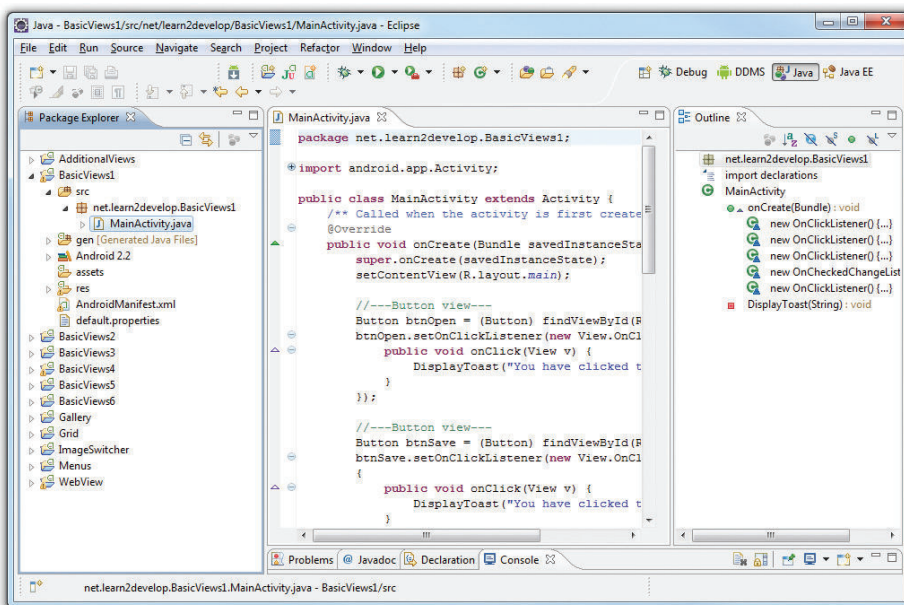 Java - BasicViews1/src/net/learn2develop/BasicViews1/MainActivity.java - Eclipse
File Edit Run Source Navigate Search Project Refactor Window Help
Debug DDMS Java Java EE
Package Explorer
AdditionalViews
BasicViews1
src
net.learn2develop.BasicViews1
MainActivity.java
gen [Generated Java Files]
Android 2.2
assets
res
AndroidManifest.xml
default.properties
BasicViews2
BasicViews3
BasicViews4
BasicViews5
BasicViews6
Gallery
Grid
ImageSwitcher
Menus
WebView
MainActivity.java
package net.learn2develop.BasicViews1;
import android.app.Activity;
public class MainActivity extends Activity {
/** Called when the activity is first create
@Override
public void onCreate(Bundle savedInstanceSta
super.onCreate(savedInstanceState);
setContentView(R.layout.main);
//---Button view---
Button btnOpen = (Button) findViewById(R
btnOpen.setOnClickListener(new View.OnCl
public void onClick(View v) {
DisplayToast("You have clicked t
}
});
//---Button view---
Button btnSave = (Button) findViewById(R
btnSave.setOnClickListener(new View.OnCl
{
public void onClick(View v) {
DisplayToast("You have clicked t
}
Outline
net.learn2develop.BasicViews1
import declarations
MainActivity
onCreate(Bundle) : void
new OnClickListener() {...}
new OnClickListener() {...}
new OnClickListener() {...}
new OnCheckedChangeList
new OnClickListener() {...}
DisplayToast(String) : void
Problems @ Javadoc Declaration Console
net.learn2develop.BasicViews1.MainActivity.java - BasicViews1/src